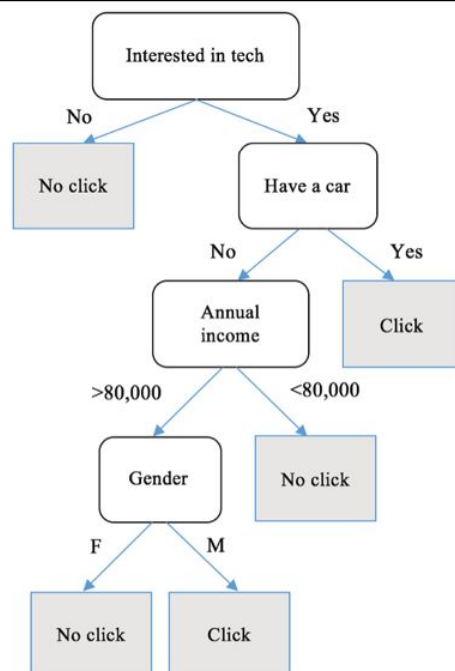 Interested in tech
No
Yes
No click
Have a car
No
Yes
Annual
income
Click
>80,000
<80,000
Gender
No click
F
M
No click
Click